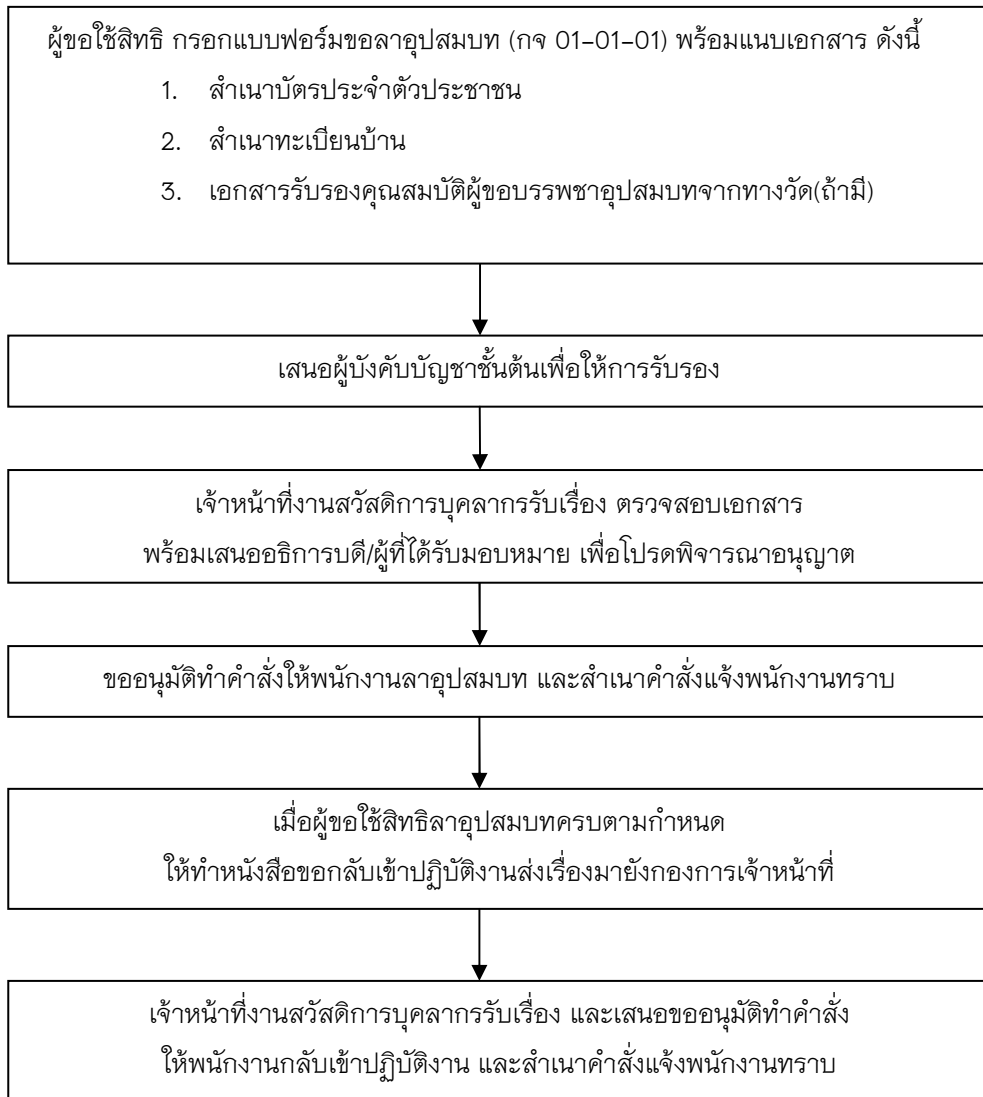 ผู้ขอใช้สิทธิ กรอกแบบฟอร์มขอลาอุปสมบท (กจ 01-01-01) พร้อมแนบเอกสาร ดังนี้
1. สำเนาบัตรประจำตัวประชาชน
2. สำเนาทะเบียนบ้าน
3. เอกสารรับรองคุณสมบัติผู้ขอบรรพชาอุปสมบทจากทางวัด(ถ้ามี)
เสนอผู้บังคับบัญชาชั้นต้นเพื่อให้การรับรอง
เจ้าหน้าที่งานสวัสดิการบุคลากรรับเรื่อง ตรวจสอบเอกสาร
พร้อมเสนออธิการบดี/ผู้ที่ได้รับมอบหมาย เพื่อโปรดพิจารณาอนุญาต
ขออนุมัติทำคำสั่งให้พนักงานลาอุปสมบท และสำเนาคำสั่งแจ้งพนักงานทราบ
เมื่อผู้ขอใช้สิทธิลาอุปสมบทครบตามกำหนด
ให้ทำหนังสือขอกลับเข้าปฏิบัติงานส่งเรื่องมายังกองการเจ้าหน้าที่
เจ้าหน้าที่งานสวัสดิการบุคลากรรับเรื่อง และเสนอขออนุมัติทำคำสั่ง
ให้พนักงานกลับเข้าปฏิบัติงาน และสำเนาคำสั่งแจ้งพนักงานทราบ